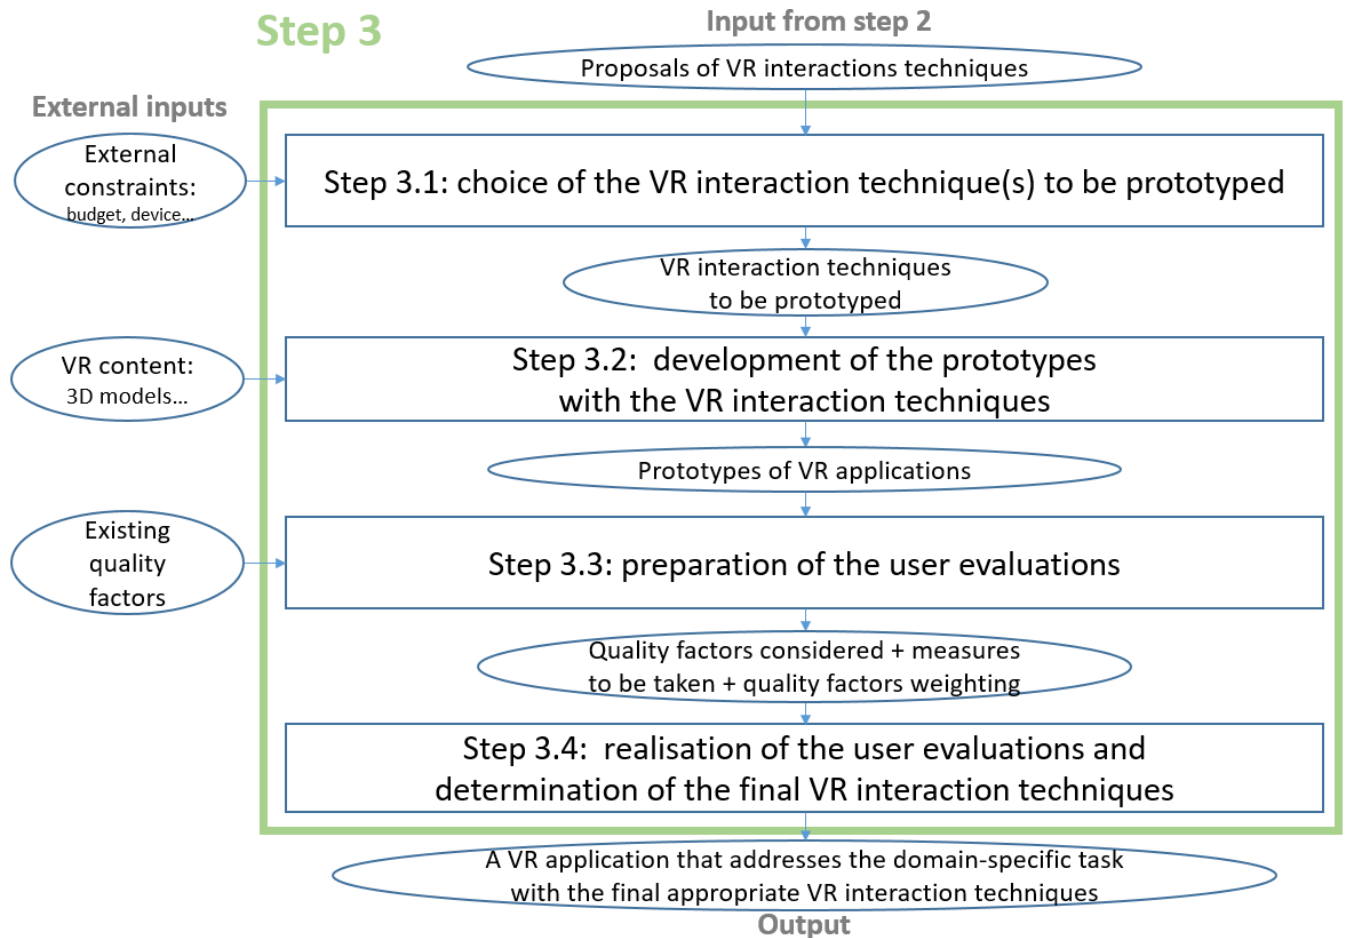 Step 3
Input from step 2
Proposals of VR interactions techniques
External inputs
External
constraints:
budget, device...
Step 3.1: choice of the VR interaction technique(s) to be prototyped
VR interaction techniques
to be prototyped
VR content:
3D models...
Step 3.2: development of the prototypes
with the VR interaction techniques
Prototypes of VR applications
Existing
quality
factors
Step 3.3: preparation of the user evaluations
Quality factors considered + measures
to be taken + quality factors weighting
Step 3.4: realisation of the user evaluations and
determination of the final VR interaction techniques
A VR application that addresses the domain-specific task
with the final appropriate VR interaction techniques
Output